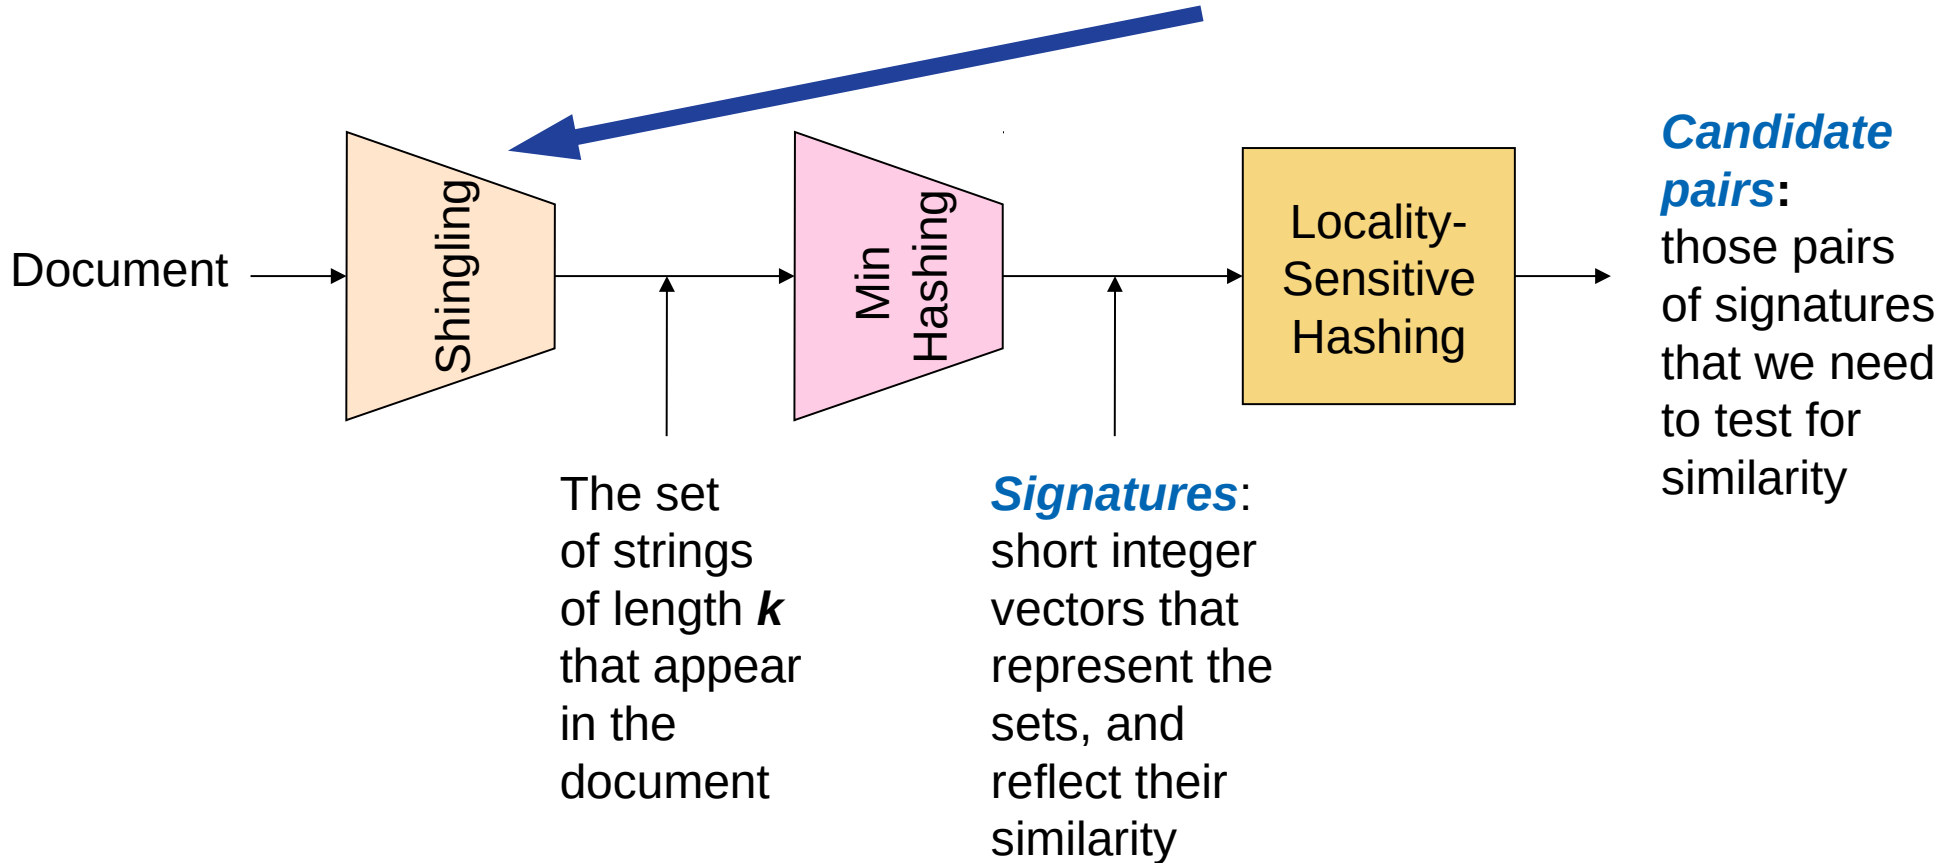 Document
Shingling
The set
of strings
of length k
that appear
in the
document
Min
Hashing
Signatures:
short integer
vectors that
represent the
sets, and
reflect their
similarity
Locality-
Sensitive
Hashing
Candidate
pairs:
those pairs
of signatures
that we need
to test for
similarity